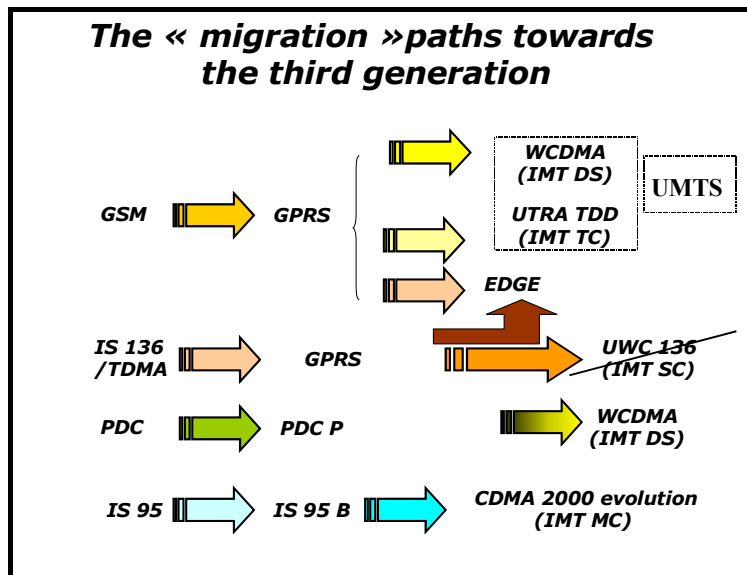 The « migration »paths towards
the third generation
WCDMA
(IMT DS)
UMTS
GSM
GPRS
UTRA TDD
(IMT TC)
EDGE
IS 136
/TDMA
GPRS
UWC 136
(IMT SC)
PDC
PDC P
WCDMA
(IMT DS)
IS 95
IS 95 B
CDMA 2000 evolution
(IMT MC)